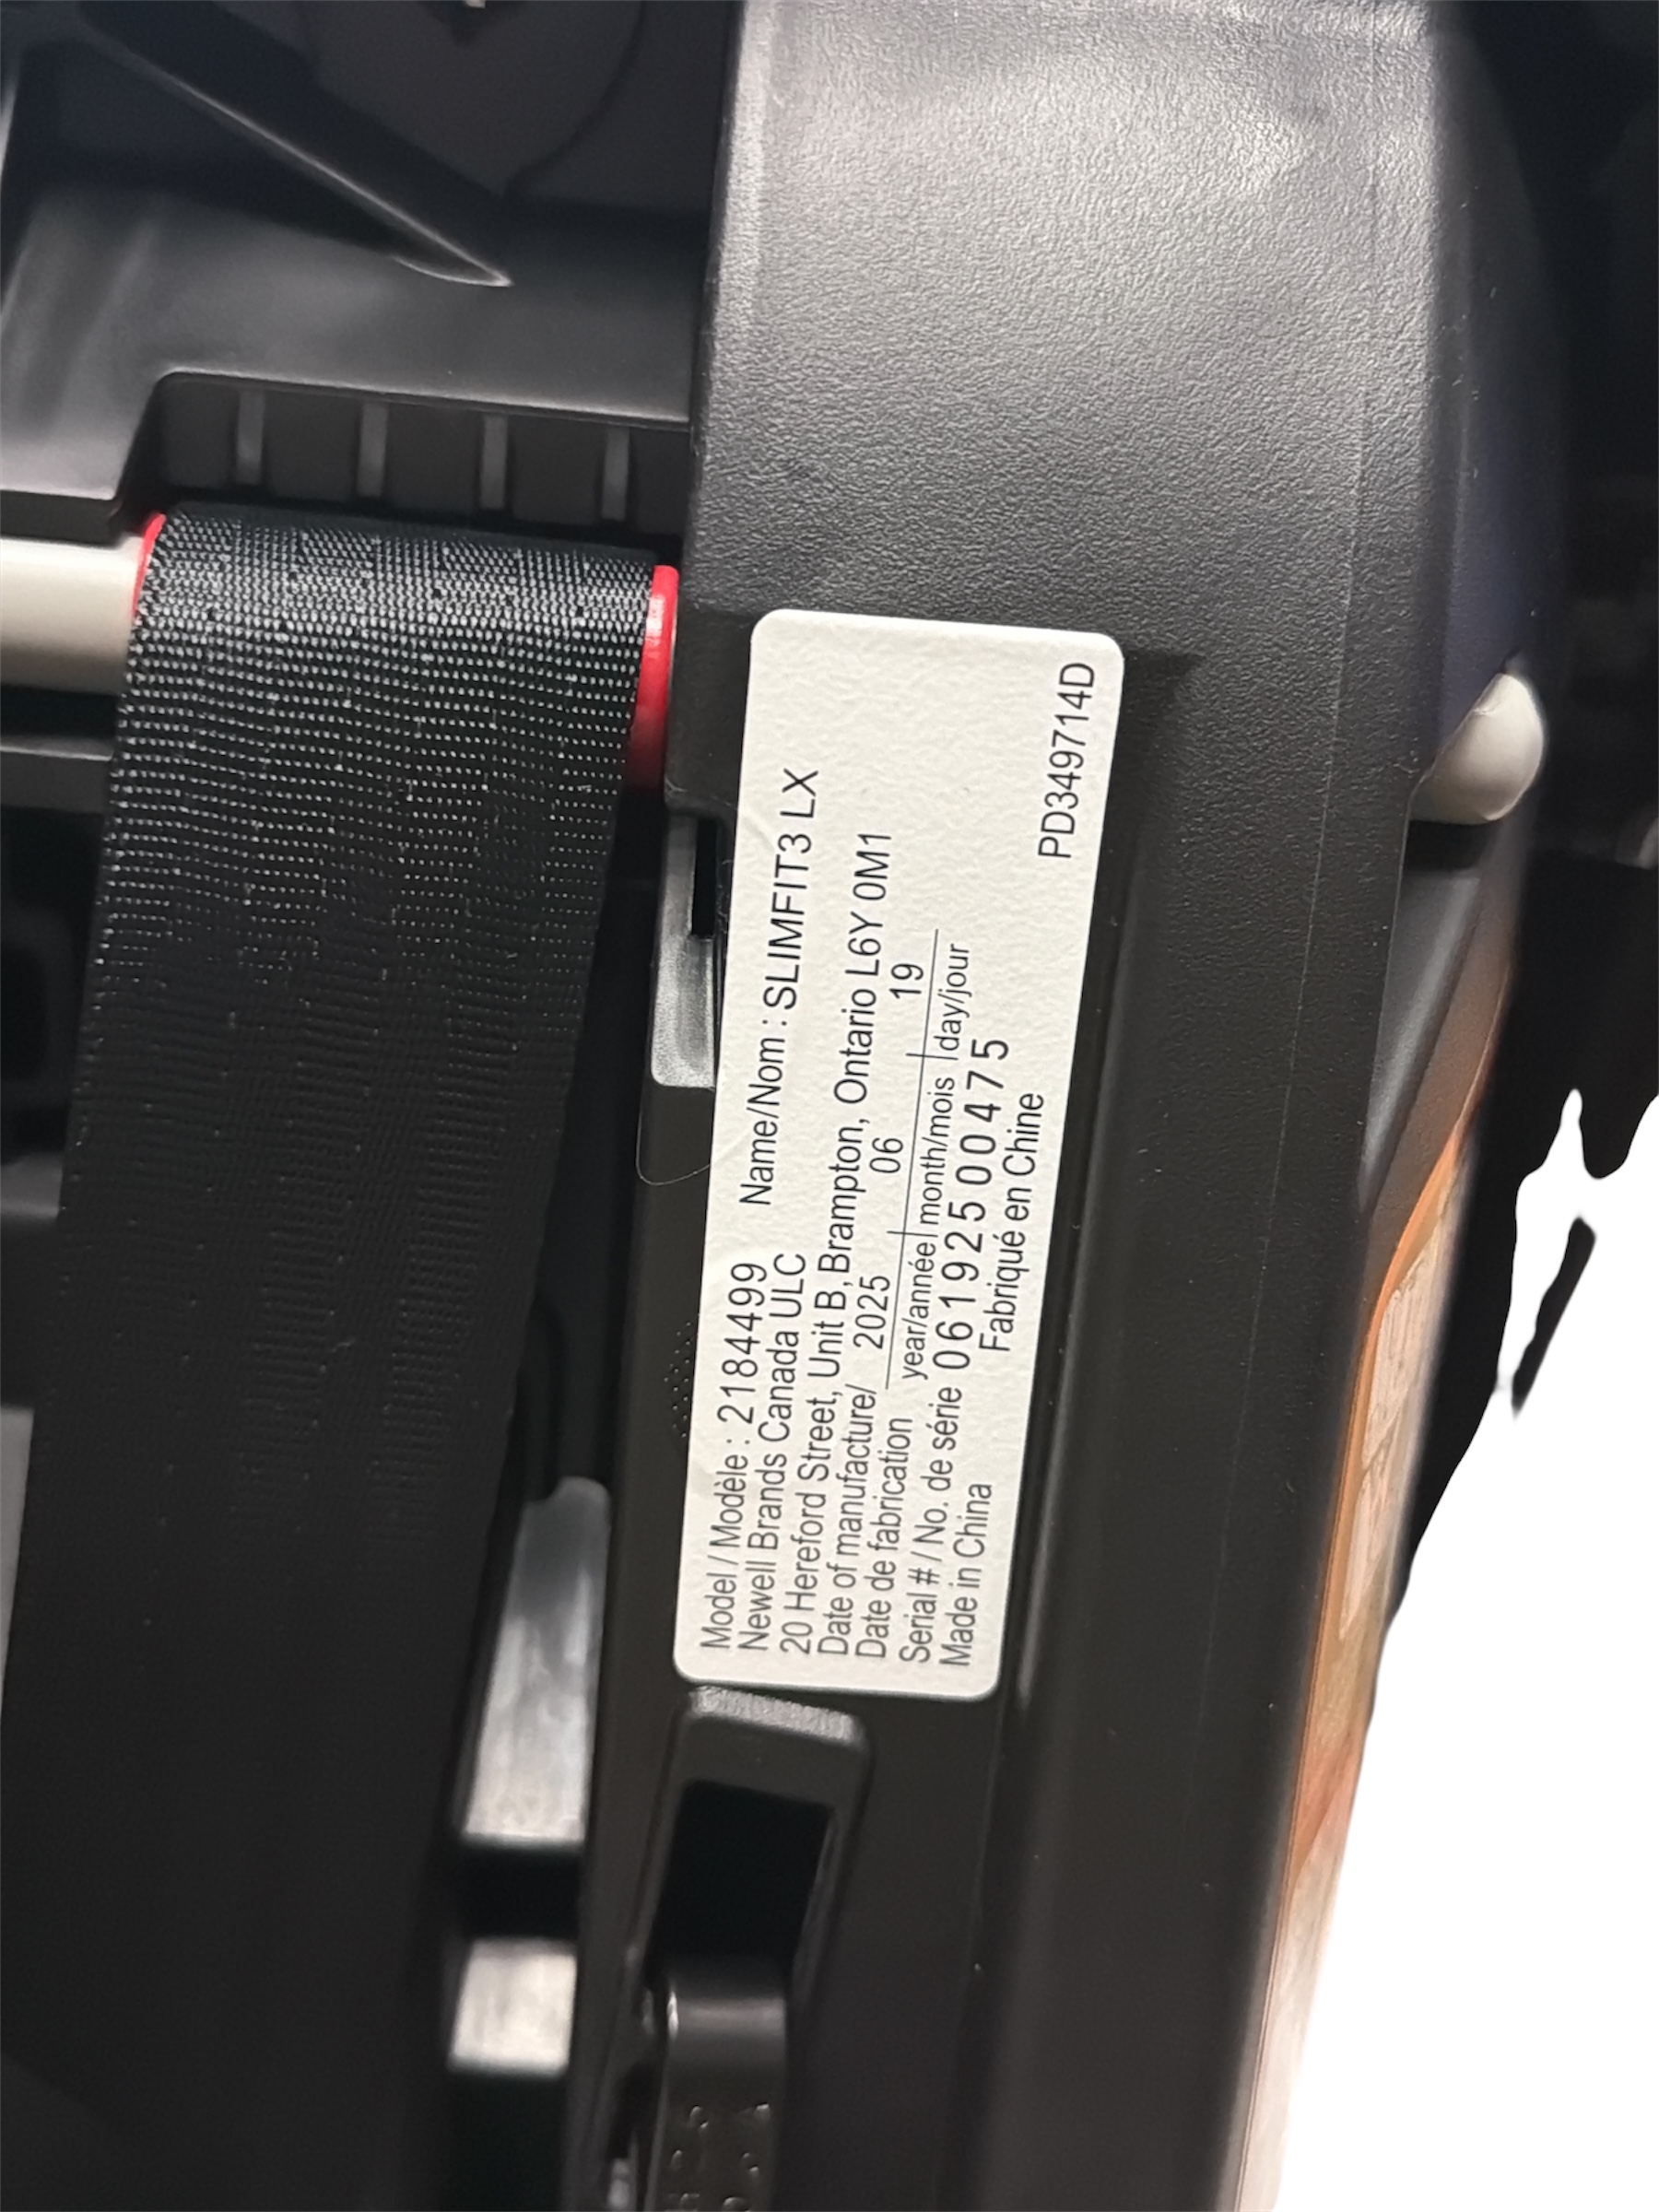 Model / Modèle : 2184499 Name/Nom : SLIMFIT3 LX
Newell Brands Canada ULC
20 Hereford Street, Unit B, Brampton, Ontario L6Y 0M1
Date of manufacture/ 2025 06 19
Date de fabrication year/année month/mois day/jour
Serial # / No. de série 0619250 0475
Made in China Fabriqué en Chine
PD349714D